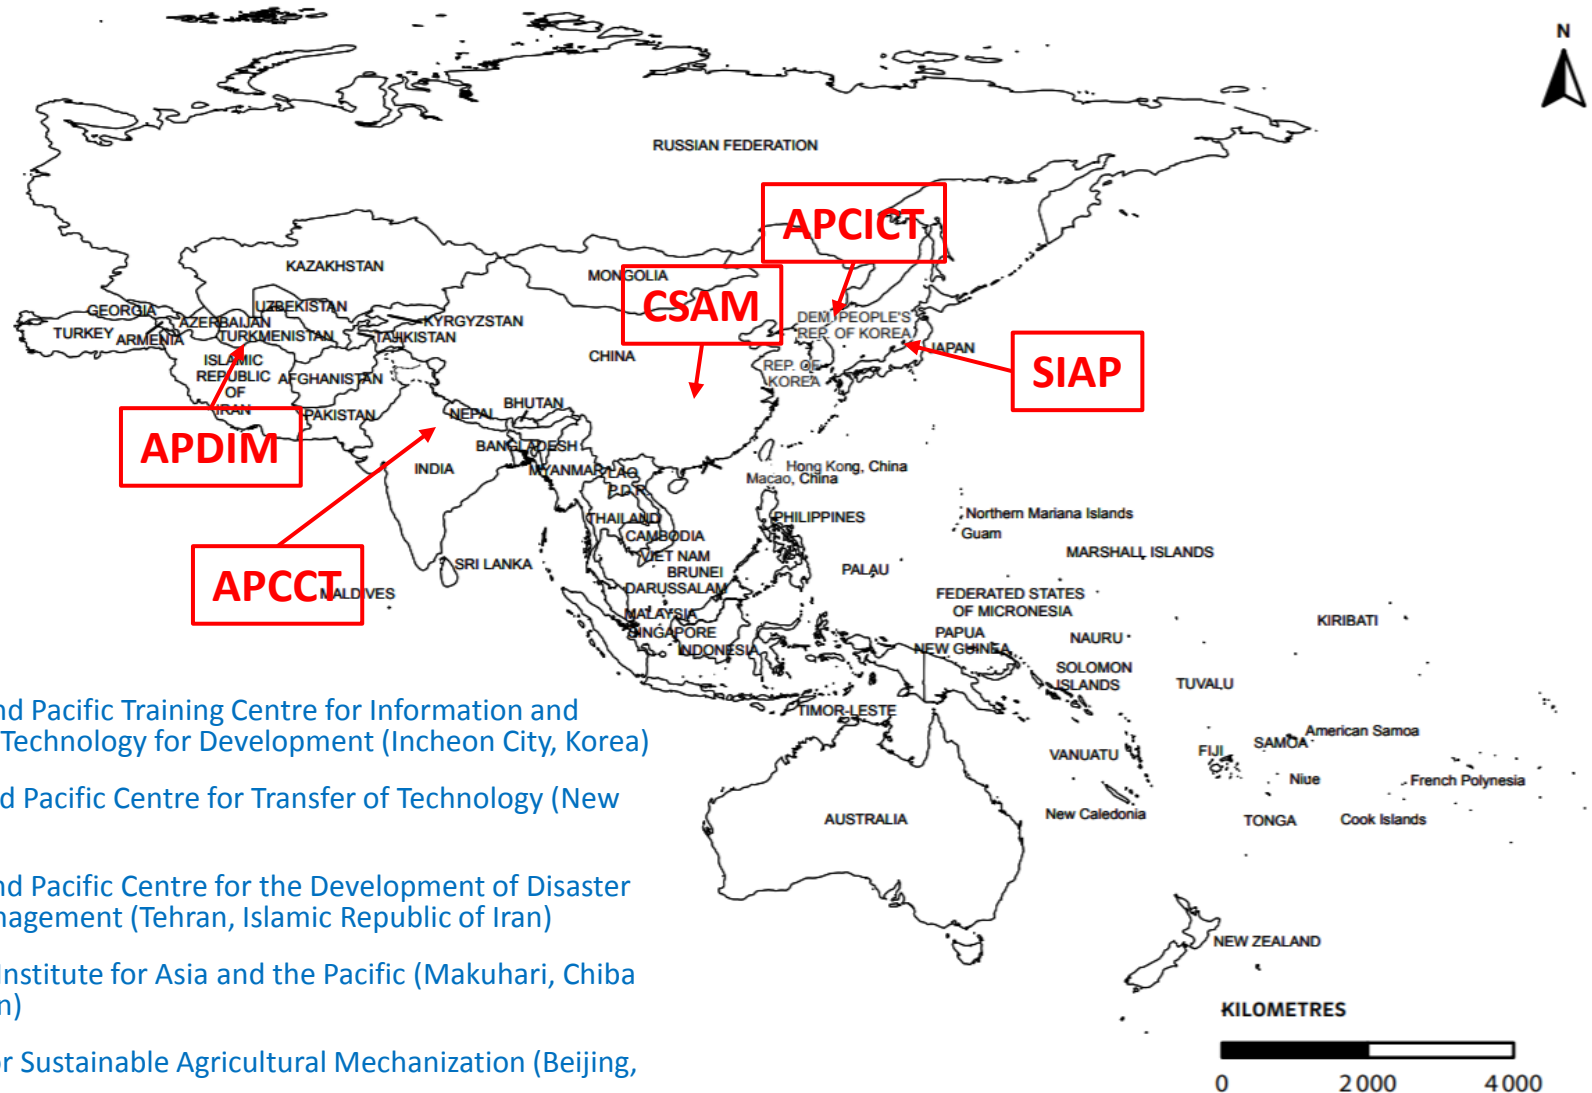 N
RUSSIAN FEDERATION
APCICT
KAZAKHSTAN
MONGOLIA
CSAM
GEORGIA
UZBEKISTAN
TURKEY
ARMENIA
AZERBAIJAN
TURKMENISTAN
KYRGYZSTAN
TAJIKISTAN
DEM. PEOPLE'S
REP. OF KOREA
JAPAN
CHINA
SIAP
ISLAMIC
REPUBLIC
OF
IRAN
AFGHANISTAN
REP. OF
KOREA
PAKISTAN
NEPAL
BHUTAN
APDIM
BANGLADESH
INDIA
MYANMAR
LAO
P.D.R.
Hong Kong, China
Macao, China
THAILAND
PHILIPPINES
Northern Mariana Islands
Guam
CAMBODIA
VIET NAM
MARSHALL ISLANDS
SRI LANKA
BRUNEI
DARUSSALAM
PALAU
APCCT
MALDIVES
FEDERATED STATES
OF MICRONESIA
MALAYSIA
SINGAPORE
INDONESIA
PAPUA
NEW GUINEA
NAURU
KIRIBATI
SOLOMON
ISLANDS
TUVALU
TIMOR-LESTE
VANUATU
FIJI
SAMOA
American Samoa
Niue
French Polynesia
AUSTRALIA
New Caledonia
TONGA
Cook Islands
NEW ZEALAND
nd Pacific Training Centre for Information and
Technology for Development (Incheon City, Korea)
d Pacific Centre for Transfer of Technology (New
nd Pacific Centre for the Development of Disaster
nagement (Tehran, Islamic Republic of Iran)
Institute for Asia and the Pacific (Makuhari, Chiba
n)
or Sustainable Agricultural Mechanization (Beijing,
KILOMETRES
0 2 000 4 000